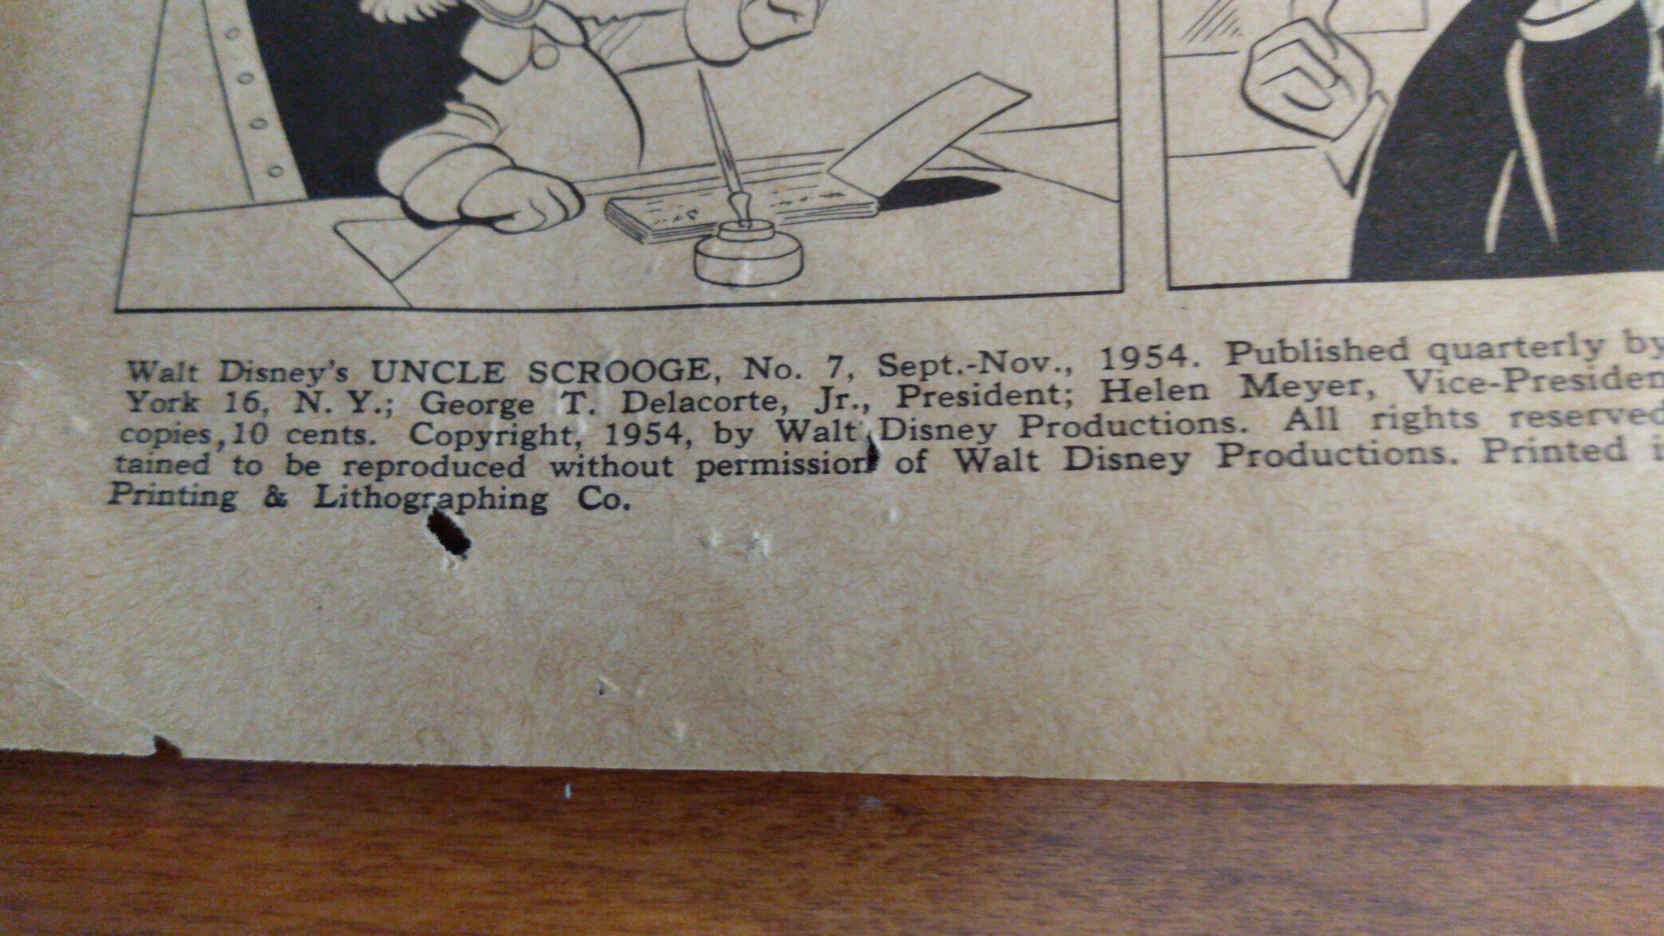 Walt Disney's UNCLE SCROOGE, No. 7, Sept.-Nov., 1954. Published quarterly by
York 16, N. Y.; George T. Delacorte, Jr., President; Helen Meyer, Vice-Presiden
copies, 10 cents. Copyright, 1954, by Walt Disney Productions. All rights reserved
tained to be reproduced without permission of Walt Disney Productions. Printed i
Printing & Lithographing Co.